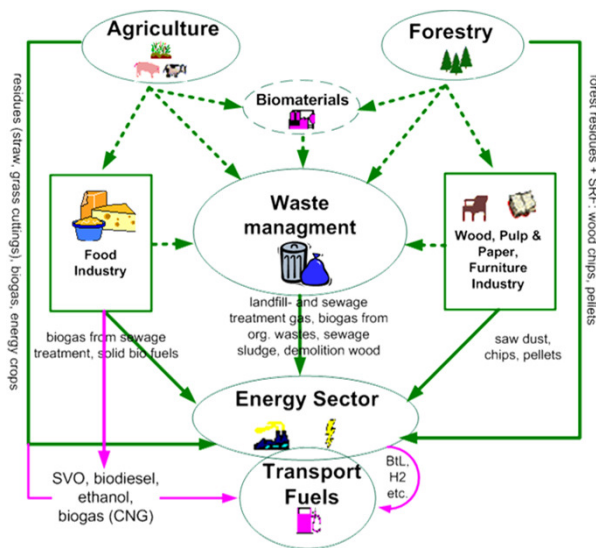 Agriculture
Forestry
Biomaterials
residues (straw, grass cuttings), biogas, energy crops
forest residues + SRF: wood chips, pellets
Waste
managment
Food
Industry
Wood, Pulp &
Paper,
Furniture
Industry
landfill- and sewage
treatment gas, biogas from
org. wastes, sewage
sludge, demolition wood
biogas from sewage
treatment, solid bio fuels
saw dust,
chips, pellets
Energy Sector
Transport
Fuels
SVO, biodiesel,
ethanol,
biogas (CNG)
BtL,
H2
etc.